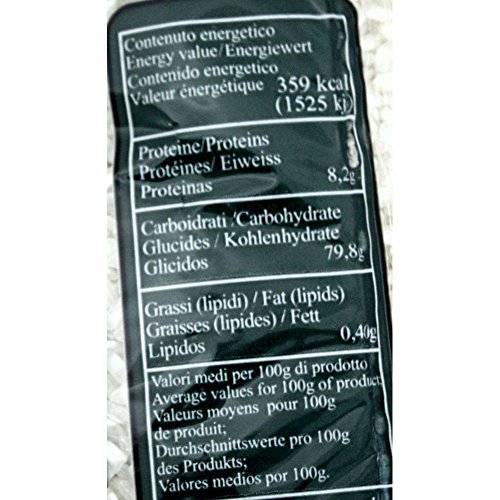 Contenuto energetico
Energy value/Energiewert
Contenido energetico
Valeur énergétique 359 kcal
(1525 kj)
Proteine/Proteins
Protéines/ Eiweiss
Proteinas 8,2g
Carboidrati /Carbohydrate
Glucides / Kohlenhydrate
Glicidos 79,8g
Grassi (lipidi) / Fat (lipids)
Graisses (lipides) / Fett
Lipidos 0,40g
Valori medi per 100g di prodotto
Average values for 100g of product;
Valeurs moyens pour 100g
de produit;
Durchschnittswerte pro 100g
des Produkts;
Valores medios por 100g.